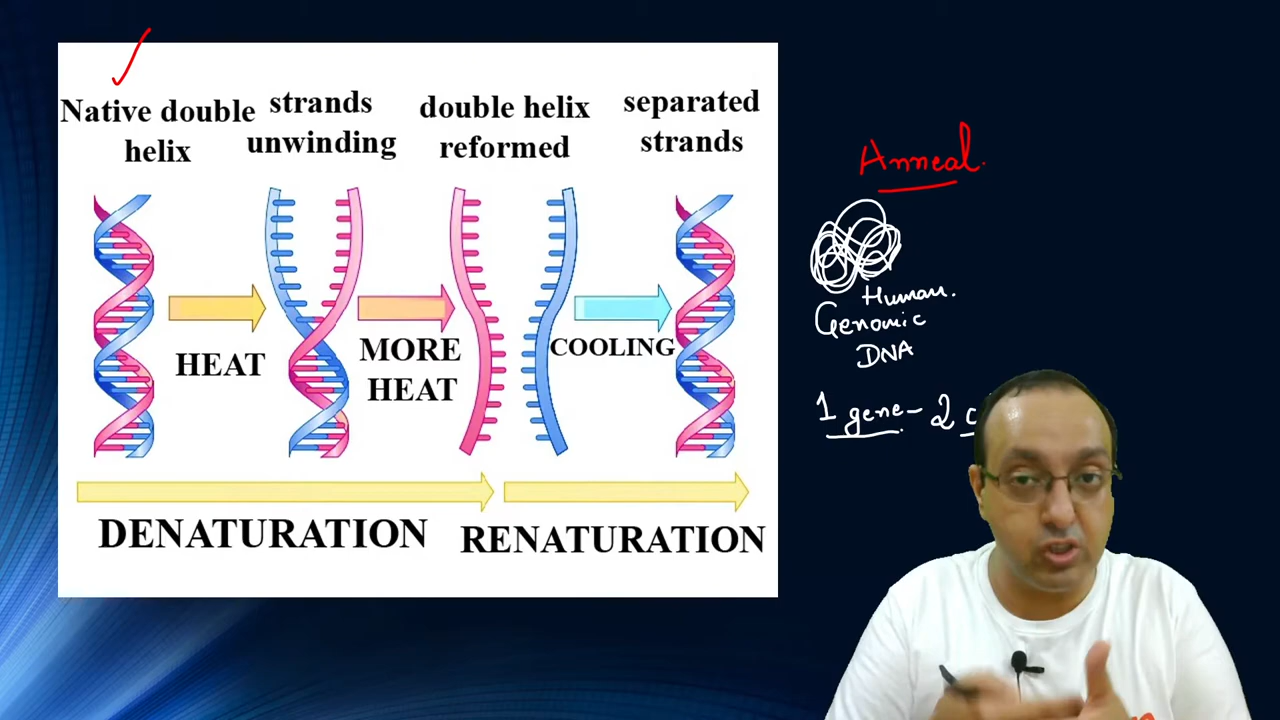 Native double
helix
strands
unwinding
double helix
reformed
separated
strands
HEAT
MORE
HEAT
COOLING
DENATURATION
RENATURATION
Anneal.
Human.
Genomic
DNA
1 gene - 2